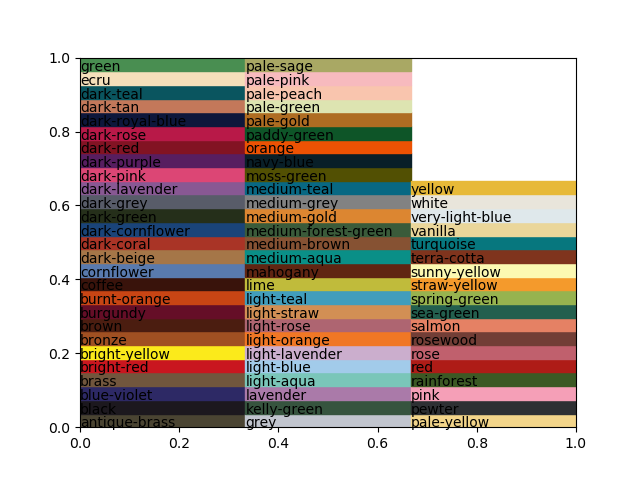 1.0
green
pale-sage
ecru
pale-pink
dark-teal
pale-peach
dark-tan
pale-green
dark-royal-blue
pale-gold
0.8
dark-rose
paddy-green
dark-red
orange
dark-purple
navy-blue
dark-pink
moss-green
dark-lavender
medium-teal
yellow
0.6
dark-grey
medium-grey
white
dark-green
medium-gold
very-light-blue
dark-cornflower
medium-forest-green
vanilla
dark-coral
medium-brown
turquoise
dark-beige
medium-aqua
terra-cotta
0.4
cornflower
mahogany
sunny-yellow
coffee
lime
straw-yellow
burnt-orange
light-teal
spring-green
burgundy
light-straw
sea-green
brown
light-rose
salmon
bronze
light-orange
rosewood
0.2
bright-yellow
light-lavender
rose
bright-red
light-blue
red
brass
light-aqua
rainforest
blue-violet
lavender
pink
black
kelly-green
pewter
antique-brass
grey
pale-yellow
0.0
0.0 0.2 0.4 0.6 0.8 1.0